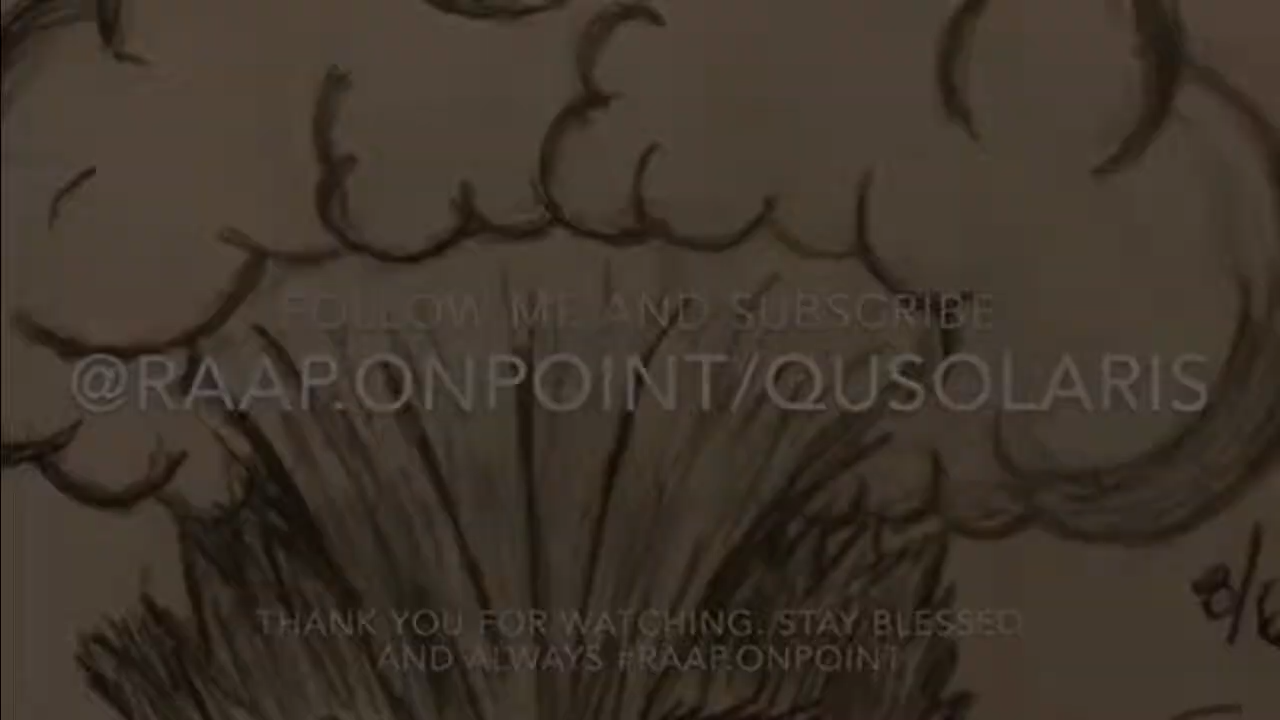 FOLLOW ME AND SUBSCRIBE
@RAAP.ONPOINT/QUSOLARIS
THANK YOU FOR WATCHING. STAY BLESSED
AND ALWAYS #RAAP.ONPOINT